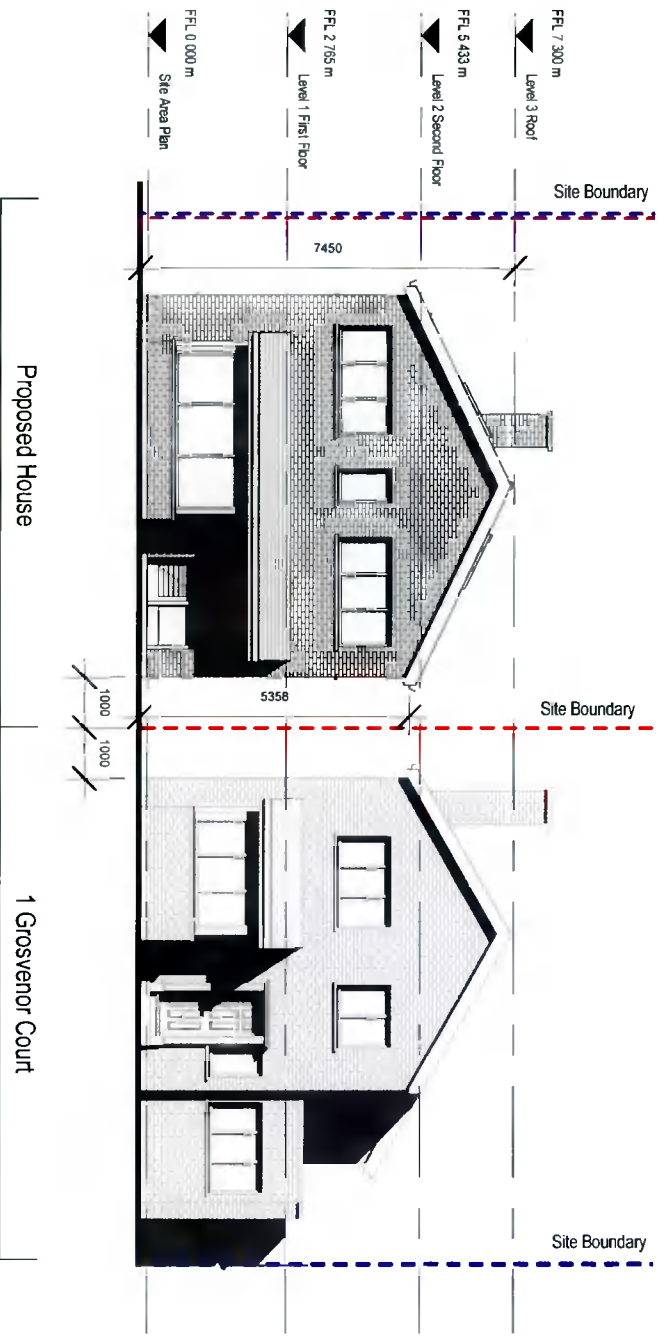 FFL 7 300 m
Level 3 Roof
FFL 5 433 m
Level 2 Second Floor
FFL 2 765 m
Level 1 First Floor
FFL 0 000 m
Site Area Plan
Site Boundary
7450
Proposed House
1000
5358
Site Boundary
1000
1 Grosvenor Court
Site Boundary